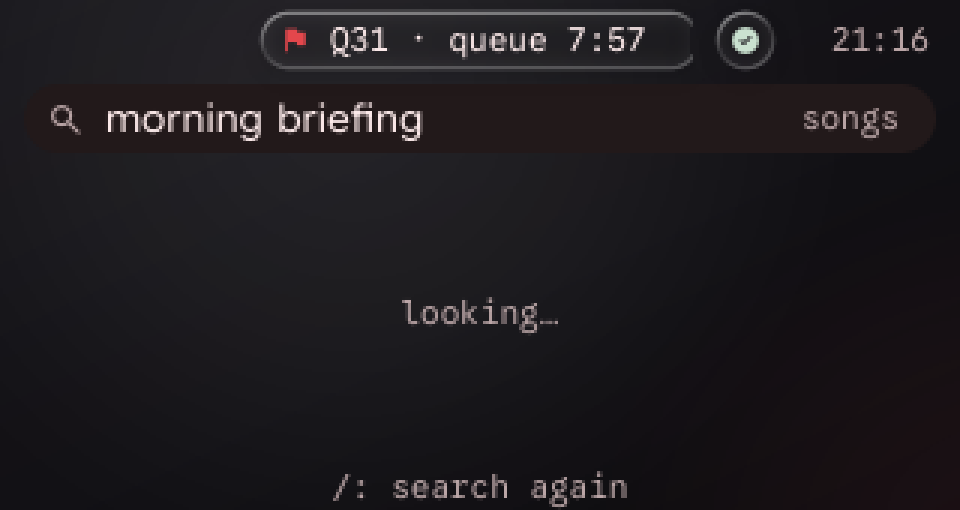 Q31 · queue 7:57 21:16
morning briefing songs
looking…
/: search again